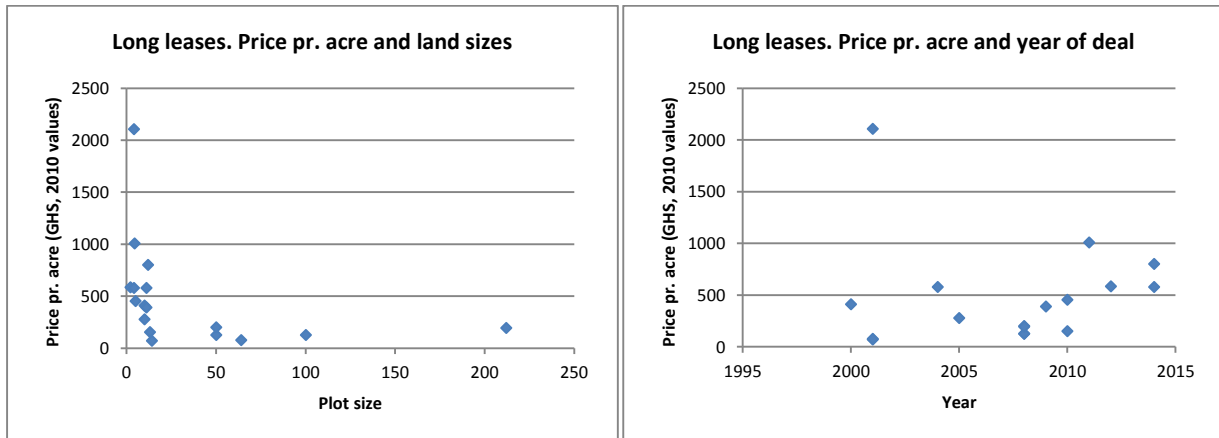 Long leases. Price pr. acre and land sizes
Price pr. acre (GHS, 2010 values)
2500
2000
1500
1000
500
0
0 50 100 150 200 250
Plot size
Long leases. Price pr. acre and year of deal
Price pr. acre (GHS, 2010 values)
2500
2000
1500
1000
500
0
1995 2000 2005 2010 2015
Year